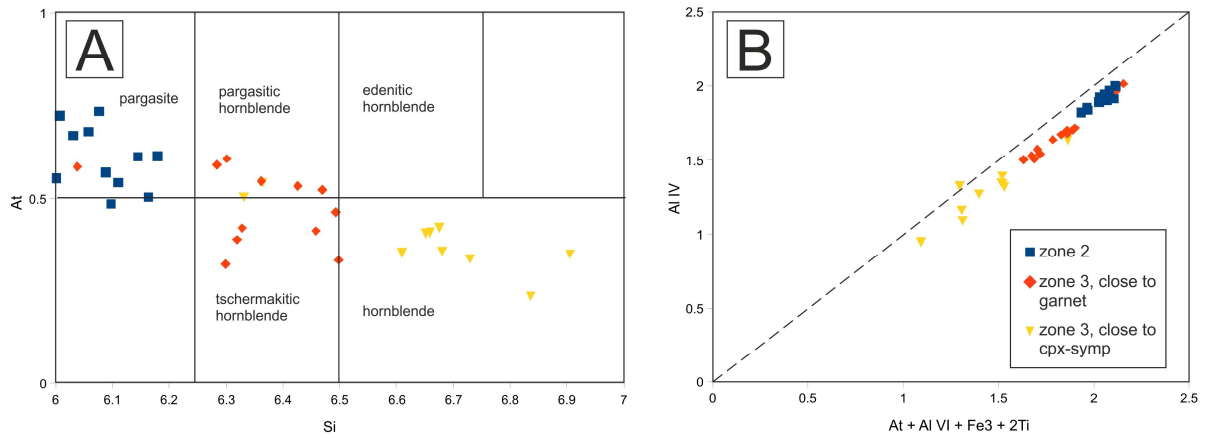 A
1
0.5
0
At
pargasite
pargasitic
hornblende
edenitic
hornblende
tschermakitic
hornblende
hornblende
6
6.1
6.2
6.3
6.4
6.5
6.6
6.7
6.8
6.9
7
Si
B
2.5
2
1.5
1
0.5
0
Al IV
zone 2
zone 3, close to
garnet
zone 3, close to
cpx-symp
0
0.5
1
1.5
2
2.5
At + Al VI + Fe3 + 2Ti